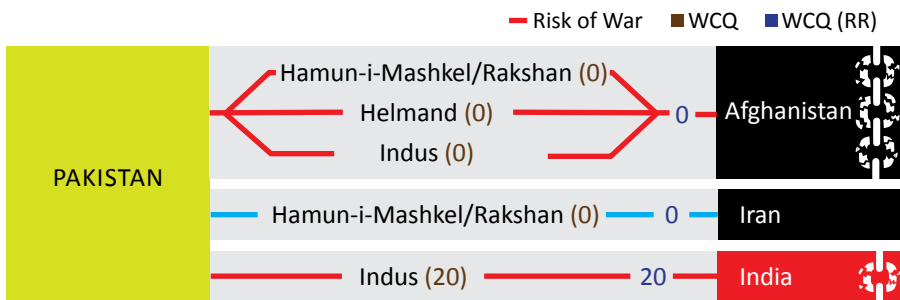 Risk of War WCQ WCQ (RR)
PAKISTAN
Hamun-i-Mashkel/Rakshan (0)
Helmand (0)
Indus (0)
0
Afghanistan
Hamun-i-Mashkel/Rakshan (0) 0 Iran
Indus (20) 20 India